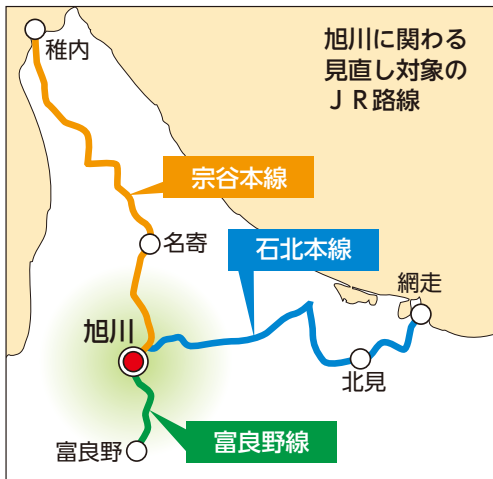 旭川に関わる
見直し対象の
ＪＲ路線
稚内
宗谷本線
名寄
石北本線
網走
旭川
北見
富良野線
富良野